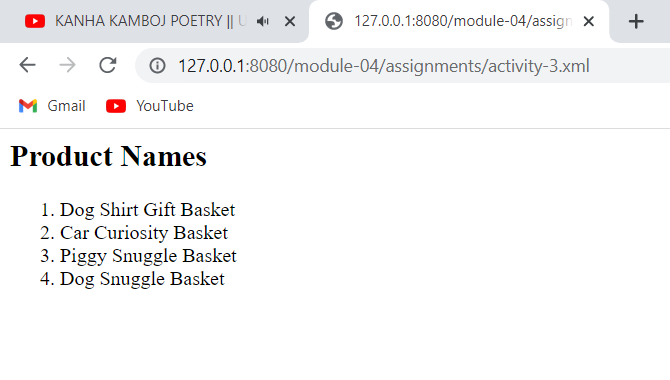 KANHA KAMBOJ POETRY ||
127.0.0.1:8080/module-04/assign
127.0.0.1:8080/module-04/assignments/activity-3.xml
Gmail
YouTube
Product Names
1. Dog Shirt Gift Basket
2. Car Curiosity Basket
3. Piggy Snuggle Basket
4. Dog Snuggle Basket